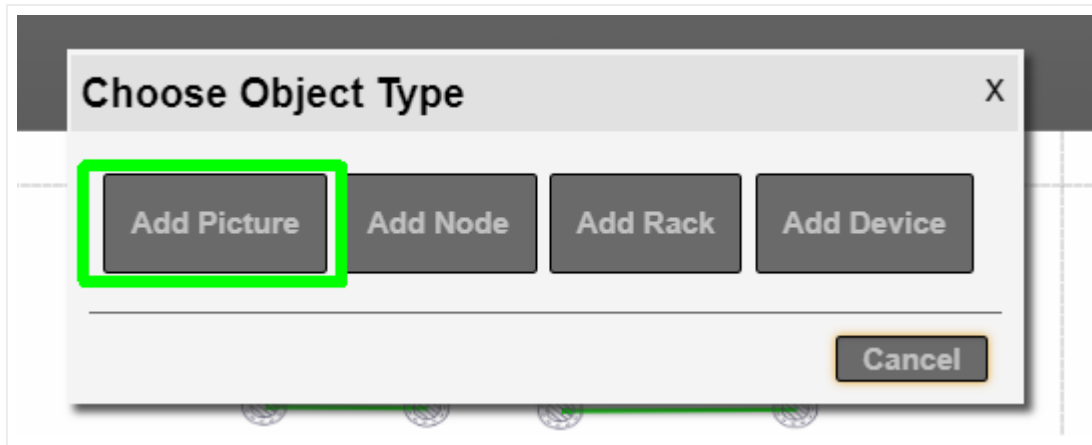 Choose Object Type X
Add Picture Add Node Add Rack Add Device
Cancel